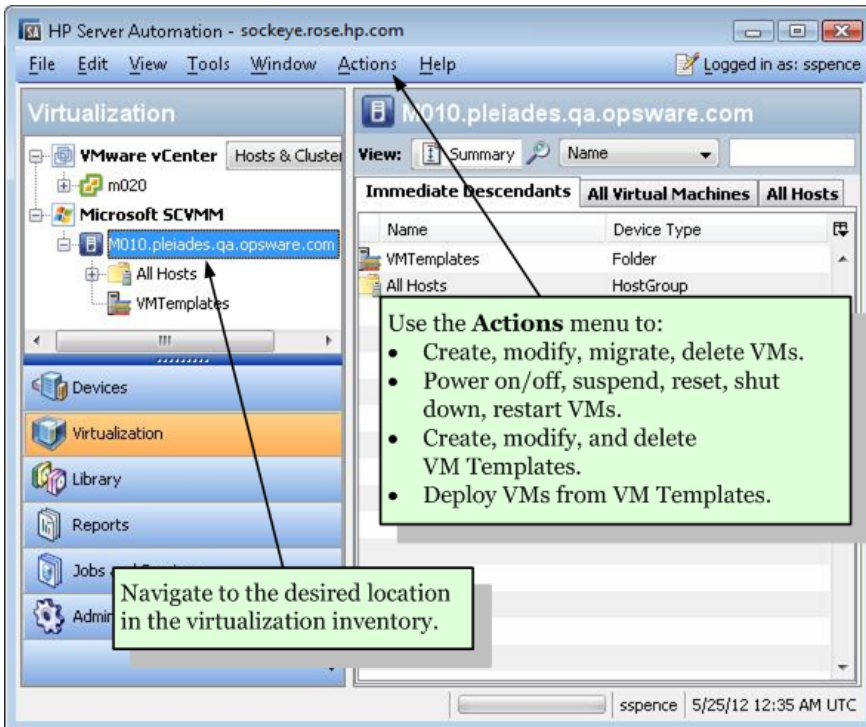 HP Server Automation - sockeye.rose.hp.com
File Edit View Tools Window Actions Help
Logged in as: sspence
Virtualization
VMware vCenter
Hosts & Cluster
m020
Microsoft SCVMM
M010.pleiades.qa.opsware.com
All Hosts
VMTemplates
Devices
Virtualization
Library
Reports
Jobs
Admin
M010.pleiades.qa.opsware.com
View: Summary Name
Immediate Descendants All Virtual Machines All Hosts
Name Device Type
VMTemplates Folder
All Hosts HostGroup
Use the Actions menu to:
• Create, modify, migrate, delete VMs.
• Power on/off, suspend, reset, shut
down, restart VMs.
• Create, modify, and delete
VM Templates.
• Deploy VMs from VM Templates.
Navigate to the desired location
in the virtualization inventory.
sspence 5/25/12 12:35 AM UTC